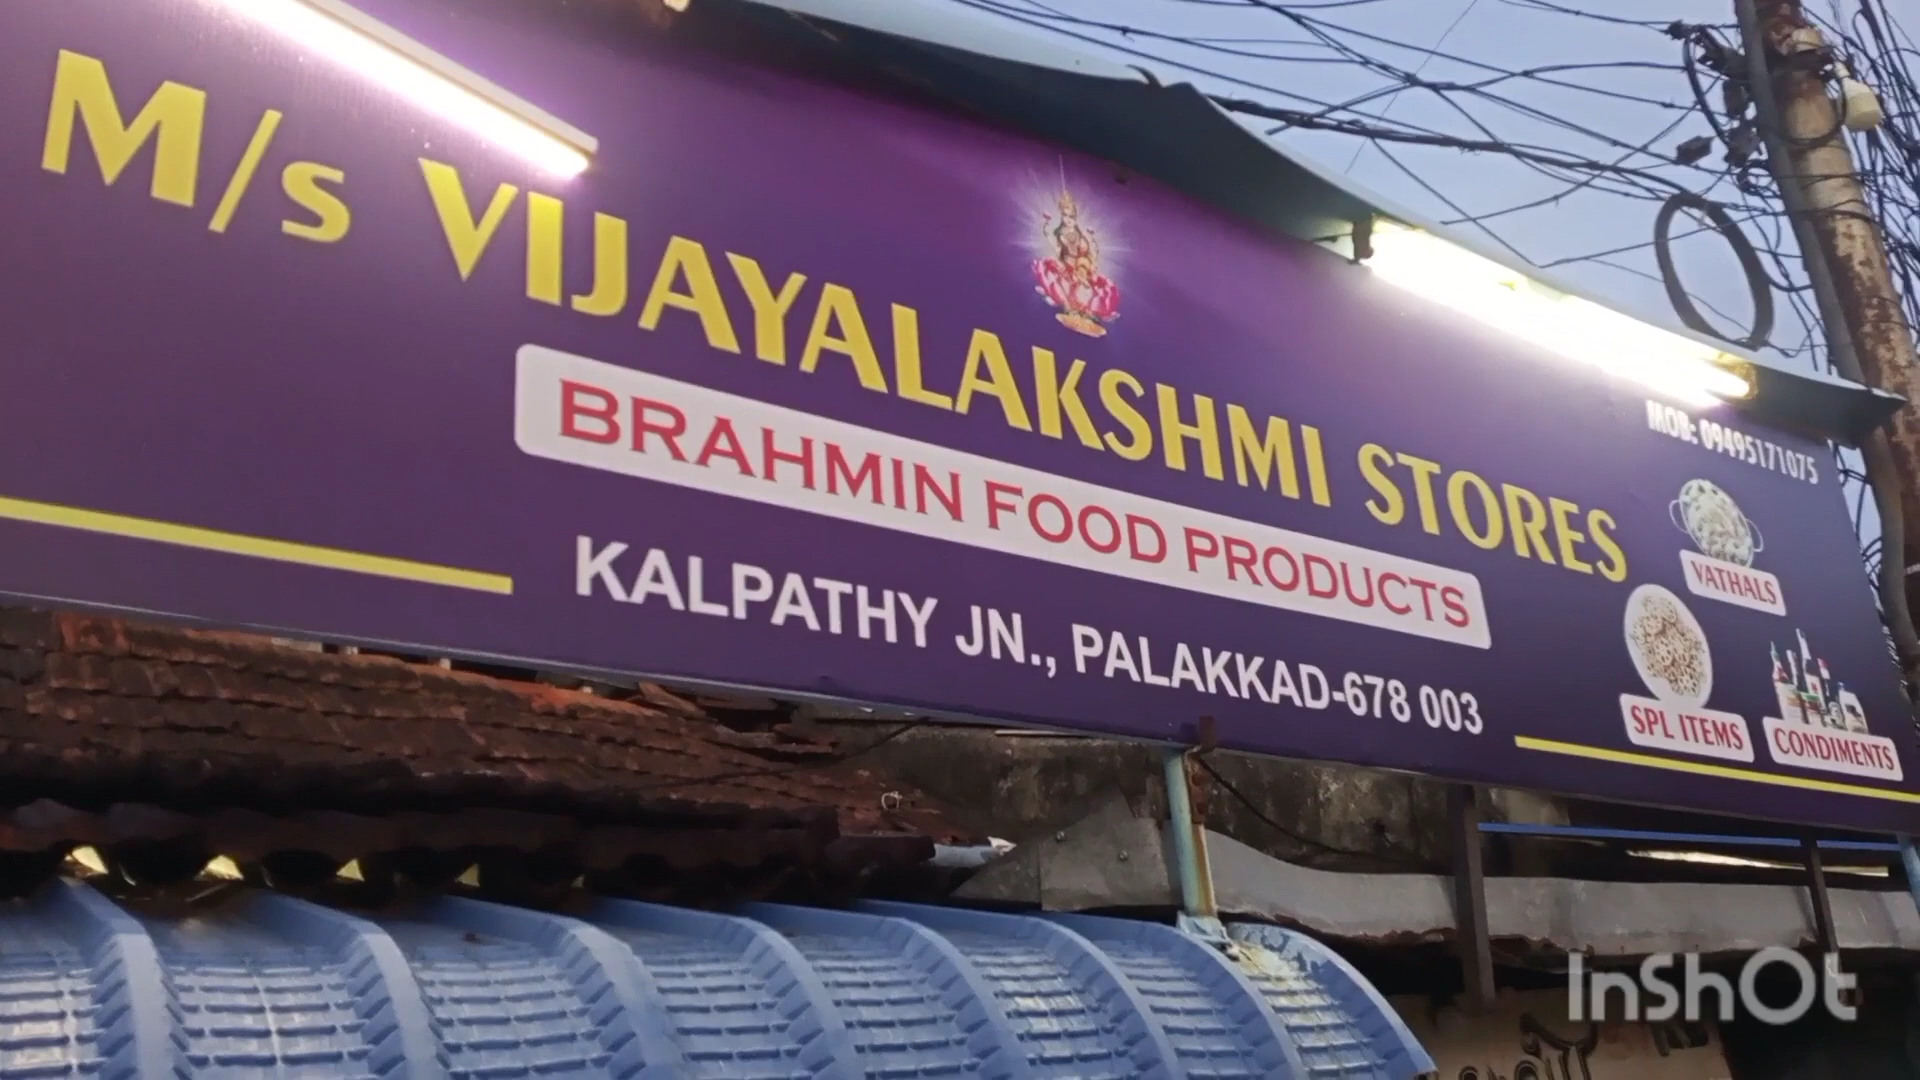 M/s VIJAYALAKSHMI STORES
BRAHMIN FOOD PRODUCTS
KALPATHY JN., PALAKKAD-678 003
MOB: 09495171075
VATHALS
SPL ITEMS
CONDIMENTS
InShOt